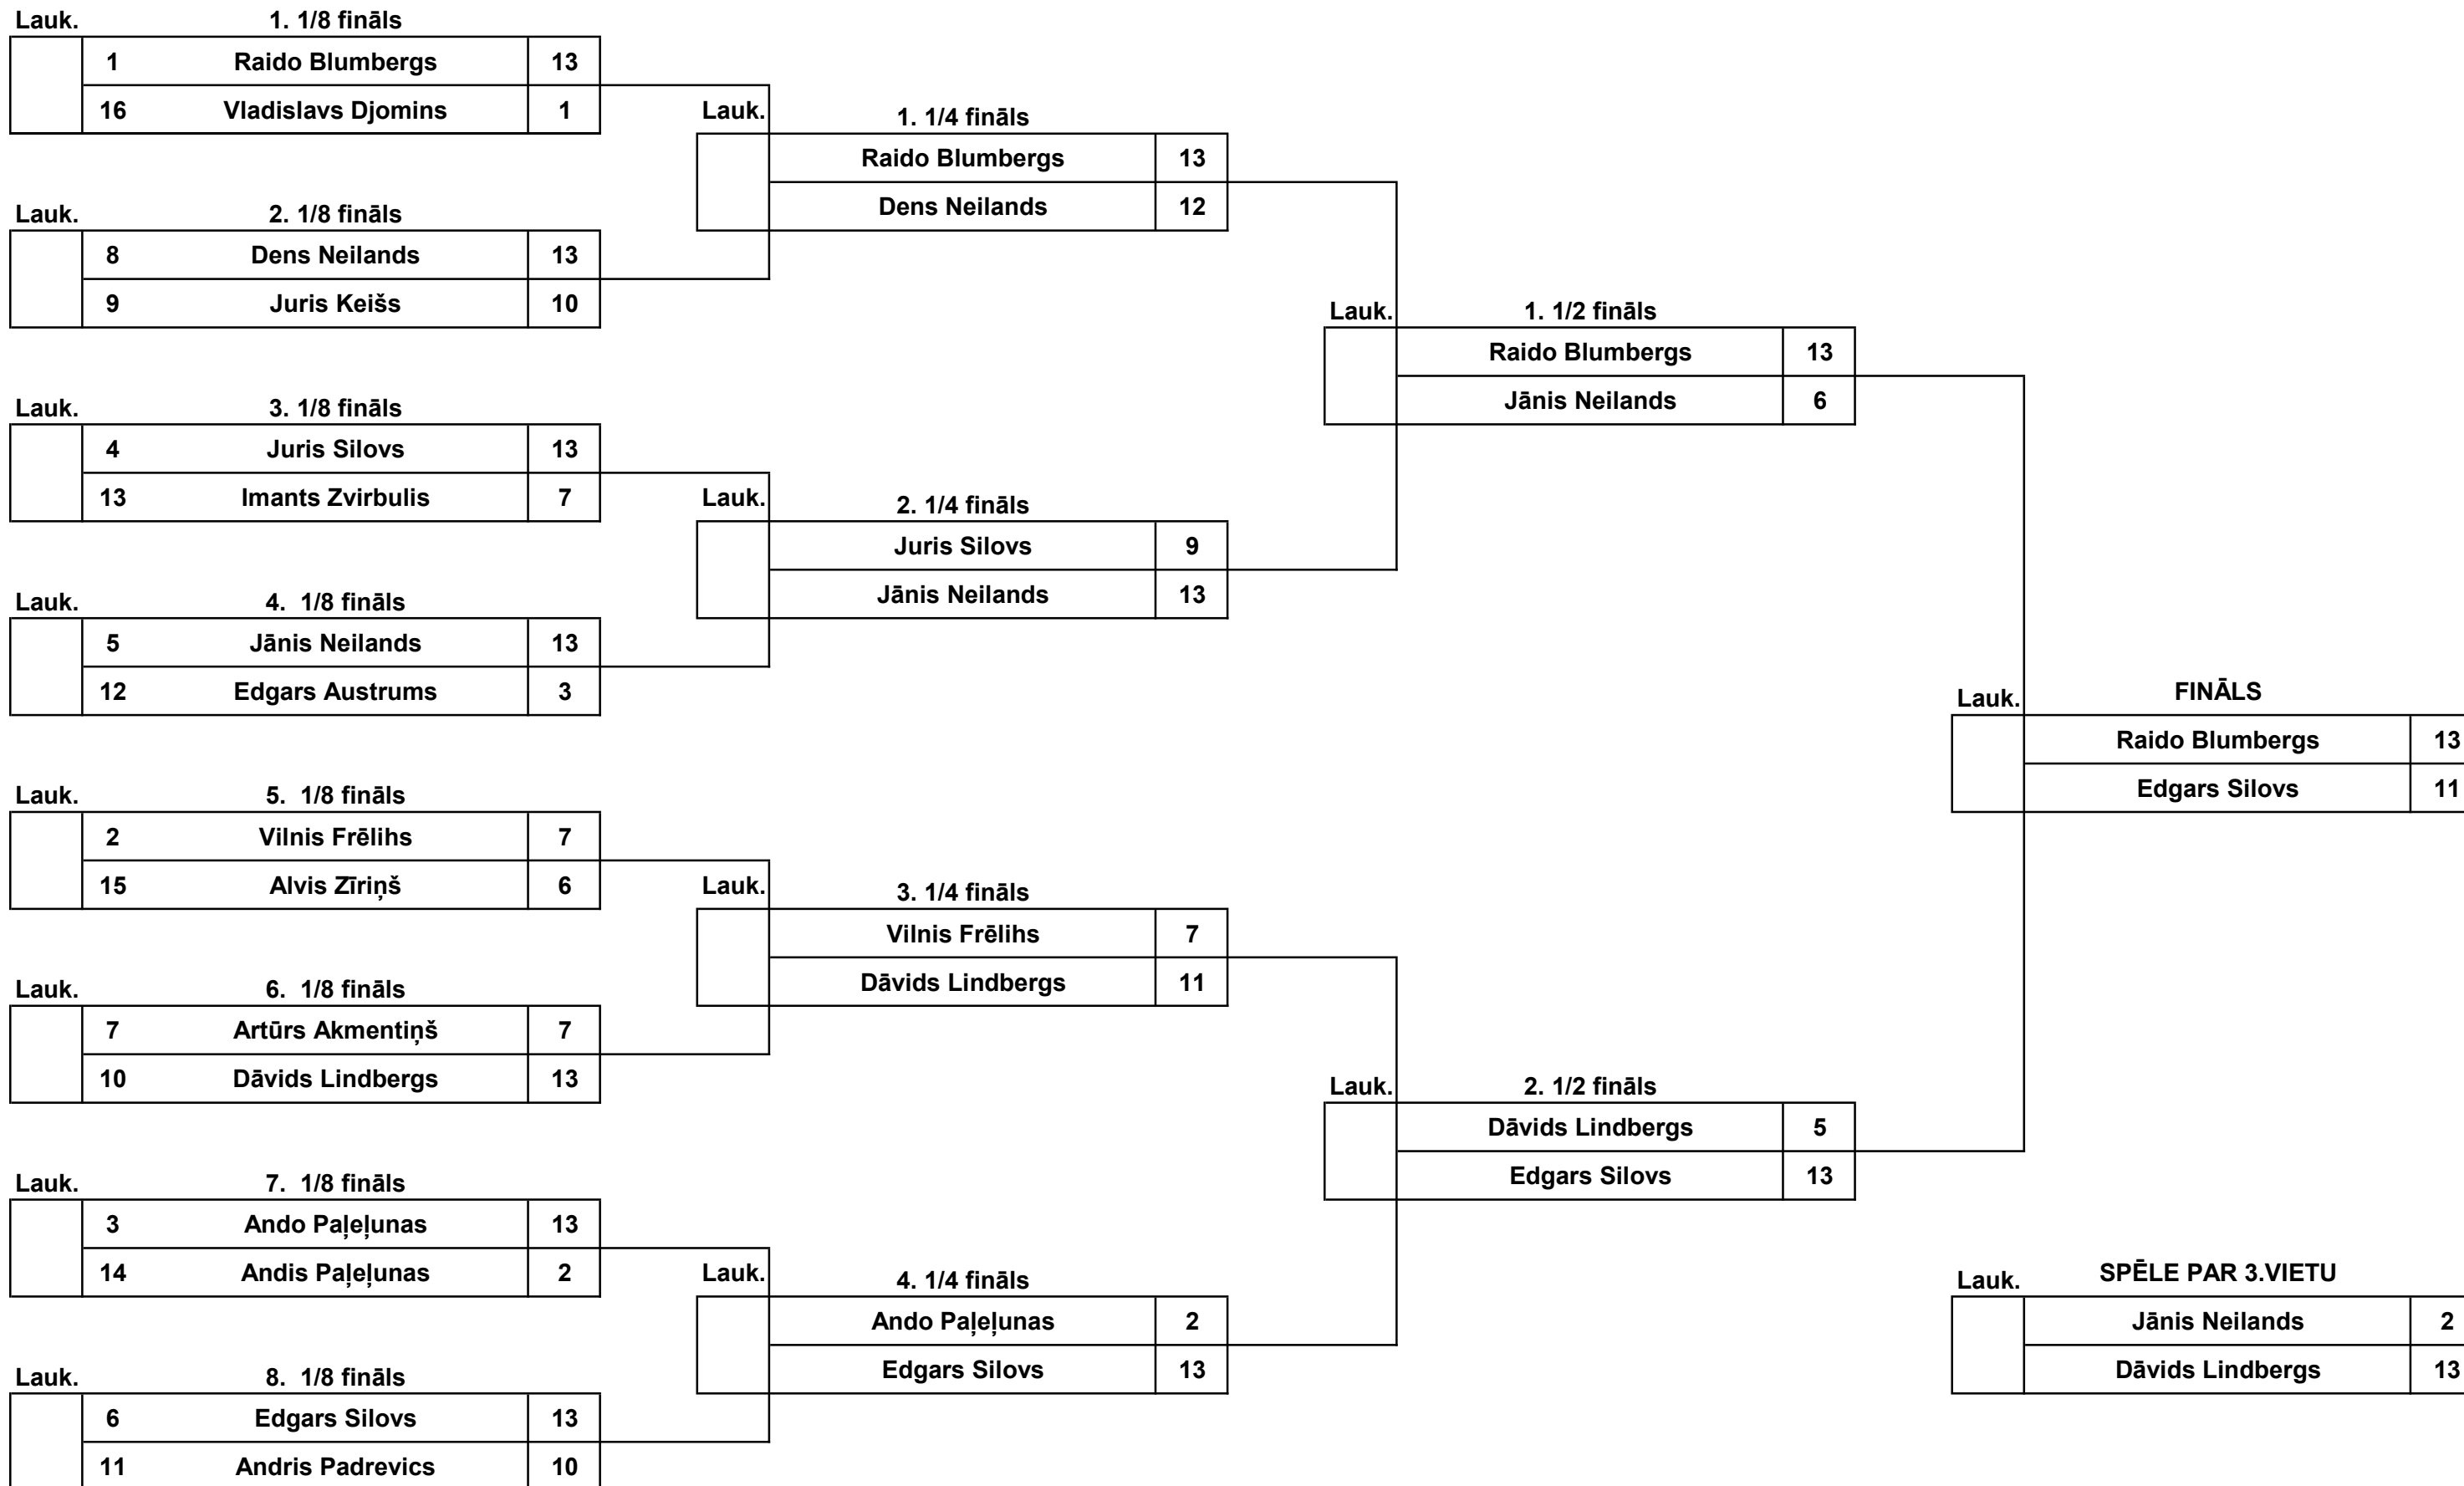 Lauk. 1. 1/8 fināls
1 Raido Blumbergs 13
16 Vladislavs Djomins 1
Lauk. 2. 1/8 fināls
8 Dens Neilands 13
9 Juris Keišs 10
Lauk. 3. 1/8 fināls
4 Juris Silovs 13
13 Imants Zvirbulis 7
Lauk. 4. 1/8 fināls
5 Jānis Neilands 13
12 Edgars Austrums 3
Lauk. 5. 1/8 fināls
2 Vilnis Frēlihs 7
15 Alvis Zīriņš 6
Lauk. 6. 1/8 fināls
7 Artūrs Akmentiņš 7
10 Dāvids Lindbergs 13
Lauk. 7. 1/8 fināls
3 Ando Paļeļunas 13
14 Andis Paļeļunas 2
Lauk. 8. 1/8 fināls
6 Edgars Silovs 13
11 Andris Padrevics 10
Lauk. 1. 1/4 fināls
Raido Blumbergs 13
Dens Neilands 12
Lauk. 2. 1/4 fināls
Juris Silovs 9
Jānis Neilands 13
Lauk. 3. 1/4 fināls
Vilnis Frēlihs 7
Dāvids Lindbergs 11
Lauk. 4. 1/4 fināls
Ando Paļeļunas 2
Edgars Silovs 13
Lauk. 1. 1/2 fināls
Raido Blumbergs 13
Jānis Neilands 6
Lauk. 2. 1/2 fināls
Dāvids Lindbergs 5
Edgars Silovs 13
Lauk. FINĀLS
Raido Blumbergs 13
Edgars Silovs 11
Lauk. SPĒLE PAR 3.VIETU
Jānis Neilands 2
Dāvids Lindbergs 13